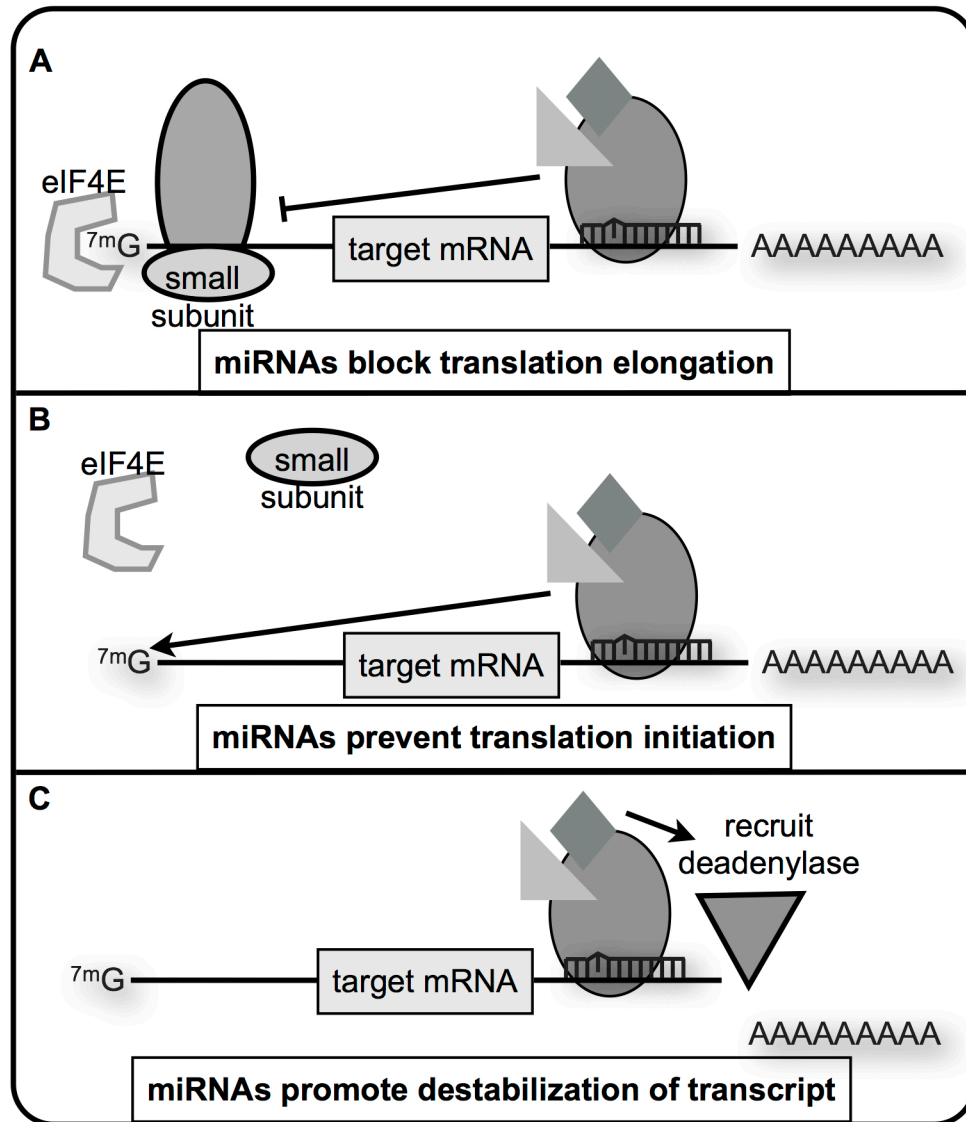 A
eIF4E
7mG
target mRNA
AAAAAAAAA
small
subunit
miRNAs block translation elongation
B
eIF4E
small
subunit
7mG
target mRNA
AAAAAAAAA
miRNAs prevent translation initiation
C
recruit
deadenylase
7mG
target mRNA
AAAAAAAAA
miRNAs promote destabilization of transcript